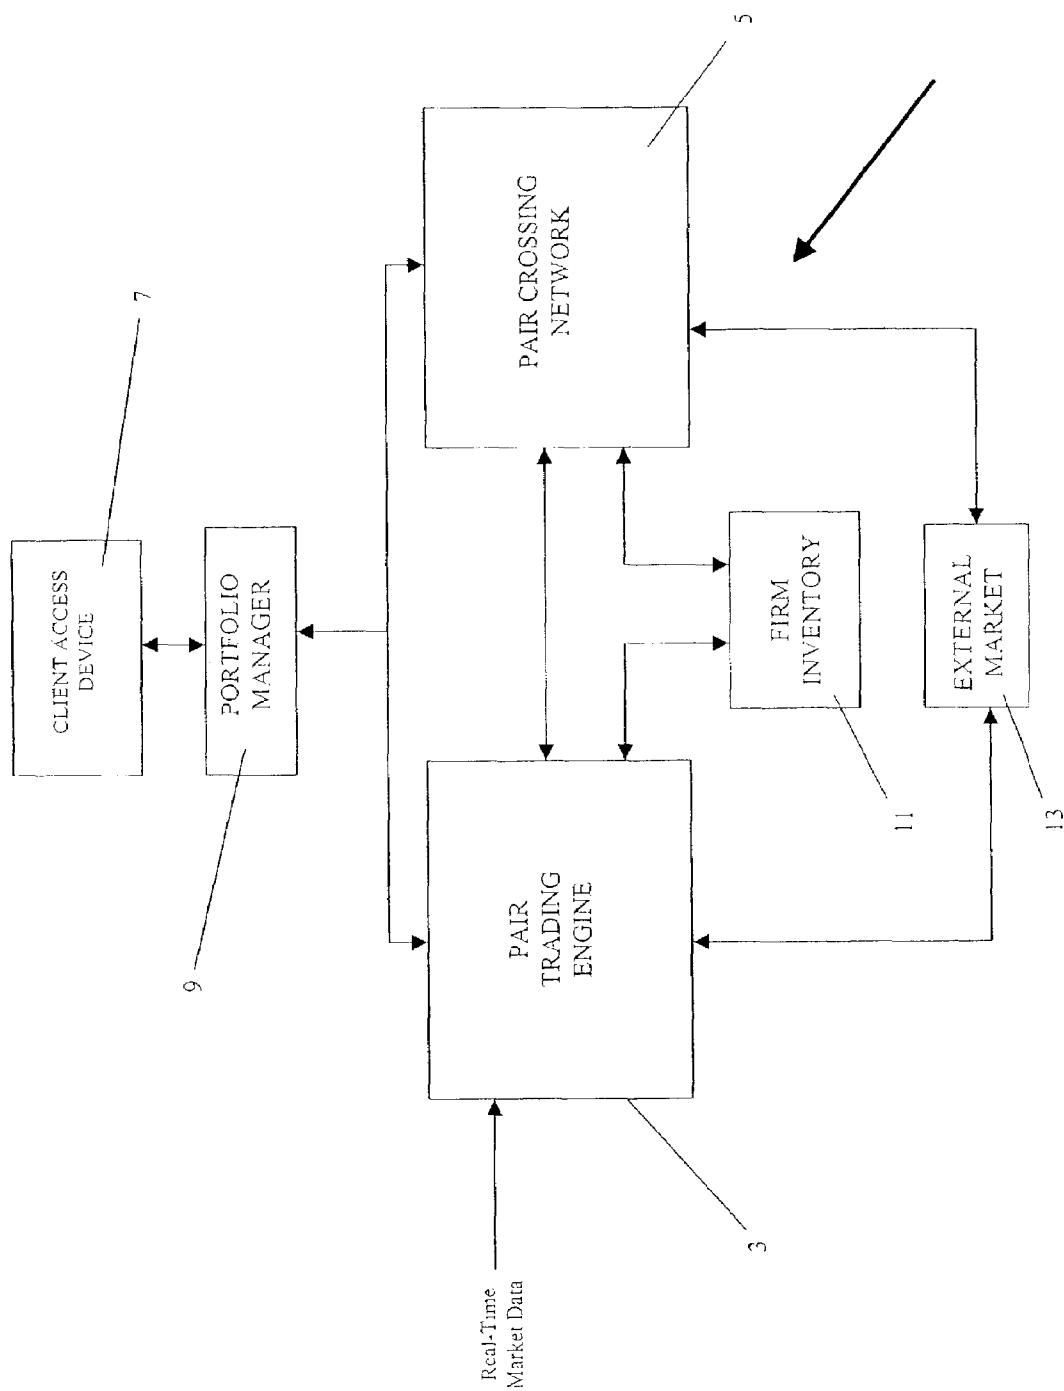 7
CLIENT ACCESS
DEVICE
PORTFOLIO
MANAGER
9
5
PAIR CROSSING
NETWORK
PAIR
TRADING
ENGINE
Real-Time
Market Data
3
FIRM
INVENTORY
11
EXTERNAL
MARKET
13